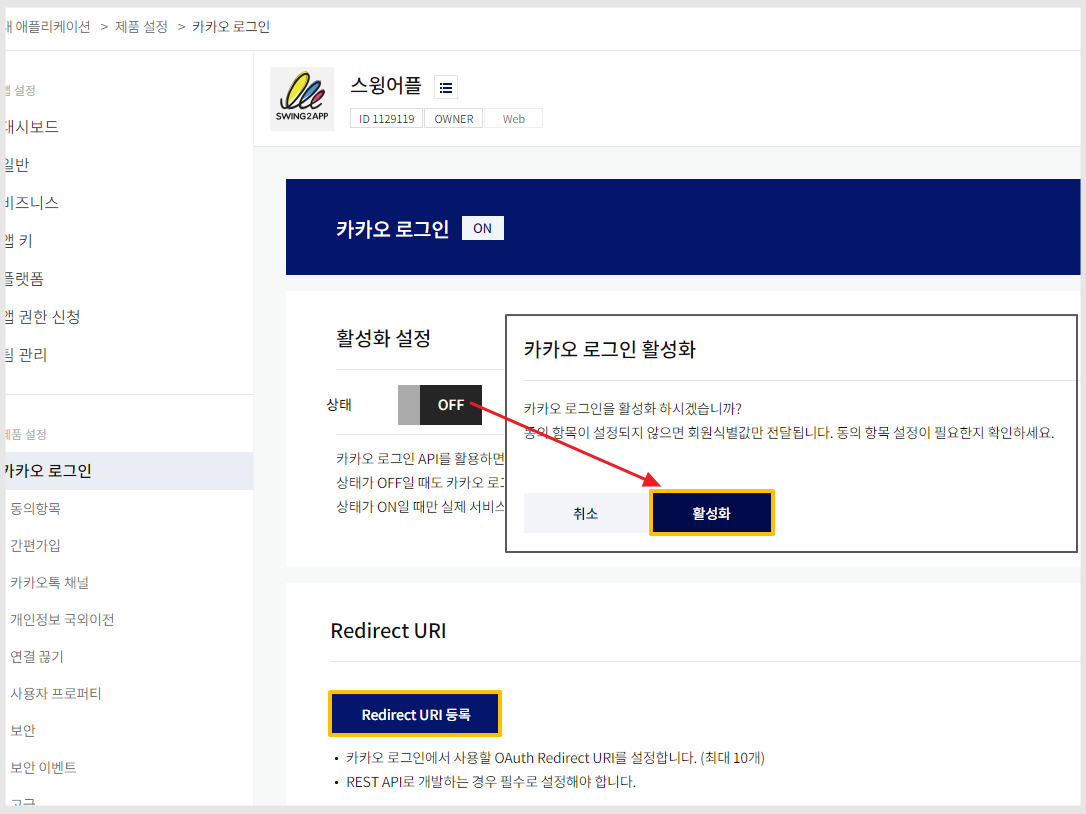 내 애플리케이션 > 제품 설정 > 카카오 로그인
앱 설정
대시보드
일반
비즈니스
앱 키
플랫폼
앱 권한 신청
팀 관리
제품 설정
카카오 로그인
동의항목
간편가입
카카오톡 채널
개인정보 국외이전
연결 끊기
사용자 프로퍼티
보안
보안 이벤트
고급
SWING2APP
스윙어플
ID 1129119
OWNER
Web
카카오 로그인 ON
활성화 설정
상태 OFF
카카오 로그인 API를 활용하면
상태가 OFF일 때도 카카오 로그
상태가 ON일 때만 실제 서비스
카카오 로그인 활성화
카카오 로그인을 활성화 하시겠습니까?
동의 항목이 설정되지 않으면 회원식별값만 전달됩니다. 동의 항목 설정이 필요한지 확인하세요.
취소
활성화
Redirect URI
Redirect URI 등록
• 카카오 로그인에서 사용할 OAuth Redirect URI를 설정합니다. (최대 10개)
• REST API로 개발하는 경우 필수로 설정해야 합니다.